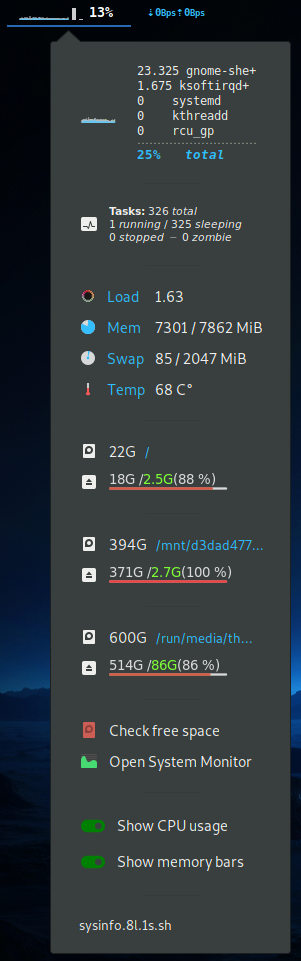 13% ⇣0Bps⇡0Bps
23.325 gnome-she+
1.675 ksoftirqd+
0 systemd
0 kthreadd
0 rcu_gp
25% total
Tasks: 326 total
1 running / 325 sleeping
0 stopped — 0 zombie
Load 1.63
Mem 7301 / 7862 MiB
Swap 85 / 2047 MiB
Temp 68 C°
22G /
18G /2.5G(88 %)
394G /mnt/d3dad477...
371G /2.7G(100 %)
600G /run/media/th...
514G /86G(86 %)
Check free space
Open System Monitor
Show CPU usage
Show memory bars
sysinfo.8l.1s.sh